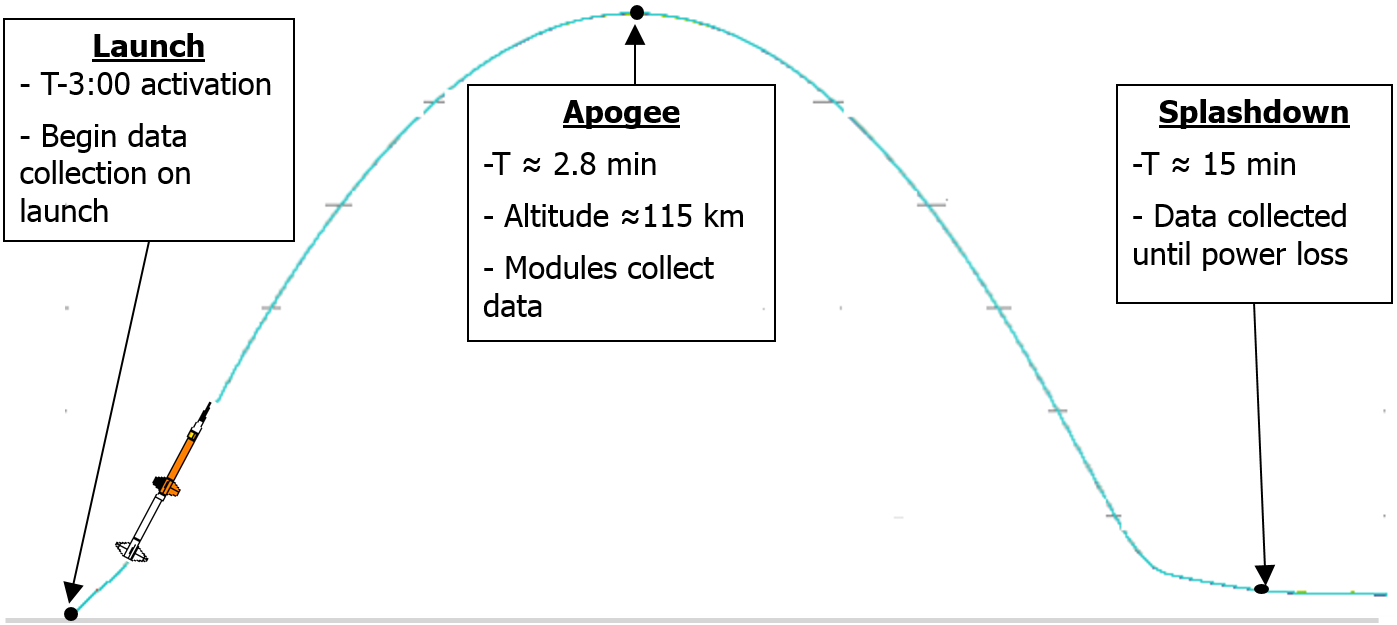 Launch
- T-3:00 activation
- Begin data
collection on
launch
Apogee
-T ≈ 2.8 min
- Altitude ≈115 km
- Modules collect
data
Splashdown
-T ≈ 15 min
- Data collected
until power loss